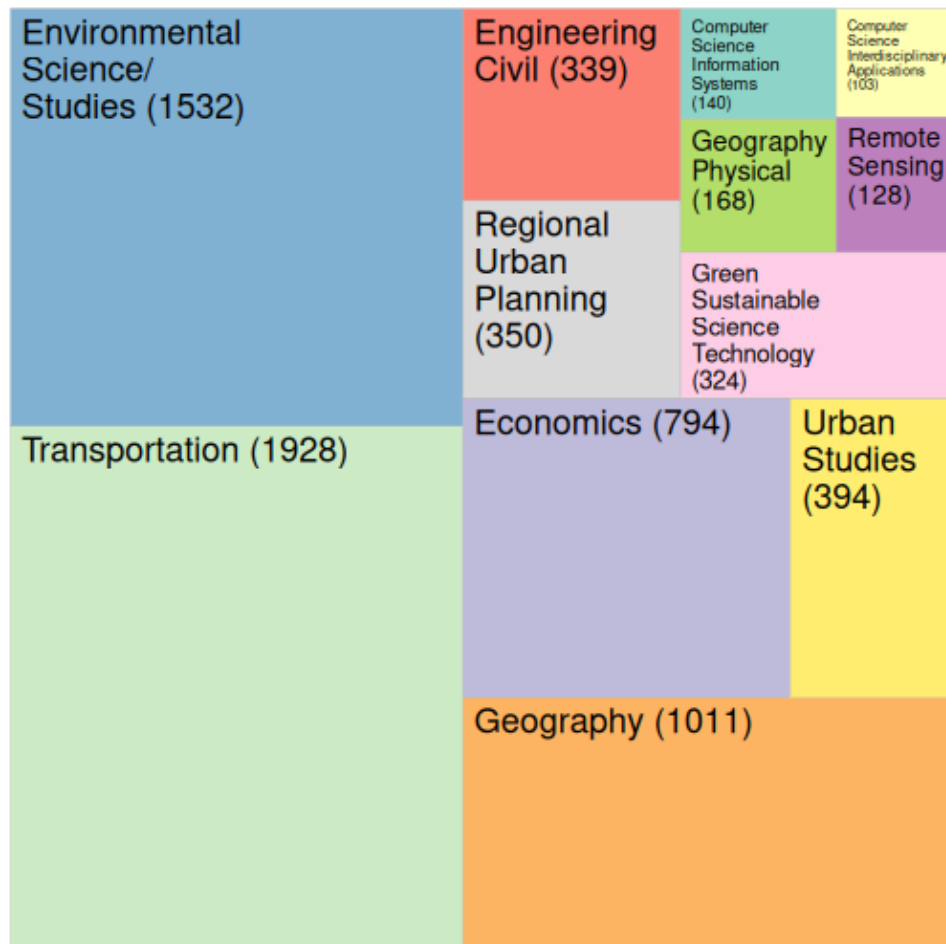 Environmental
Science/
Studies (1532)
Engineering
Civil (339)
Computer
Science
Information
Systems
(140)
Computer
Science
Interdisciplinary
Applications
(103)
Geography
Physical
(168)
Remote
Sensing
(128)
Regional
Urban
Planning
(350)
Green
Sustainable
Science
Technology
(324)
Transportation (1928)
Economics (794)
Urban
Studies
(394)
Geography (1011)